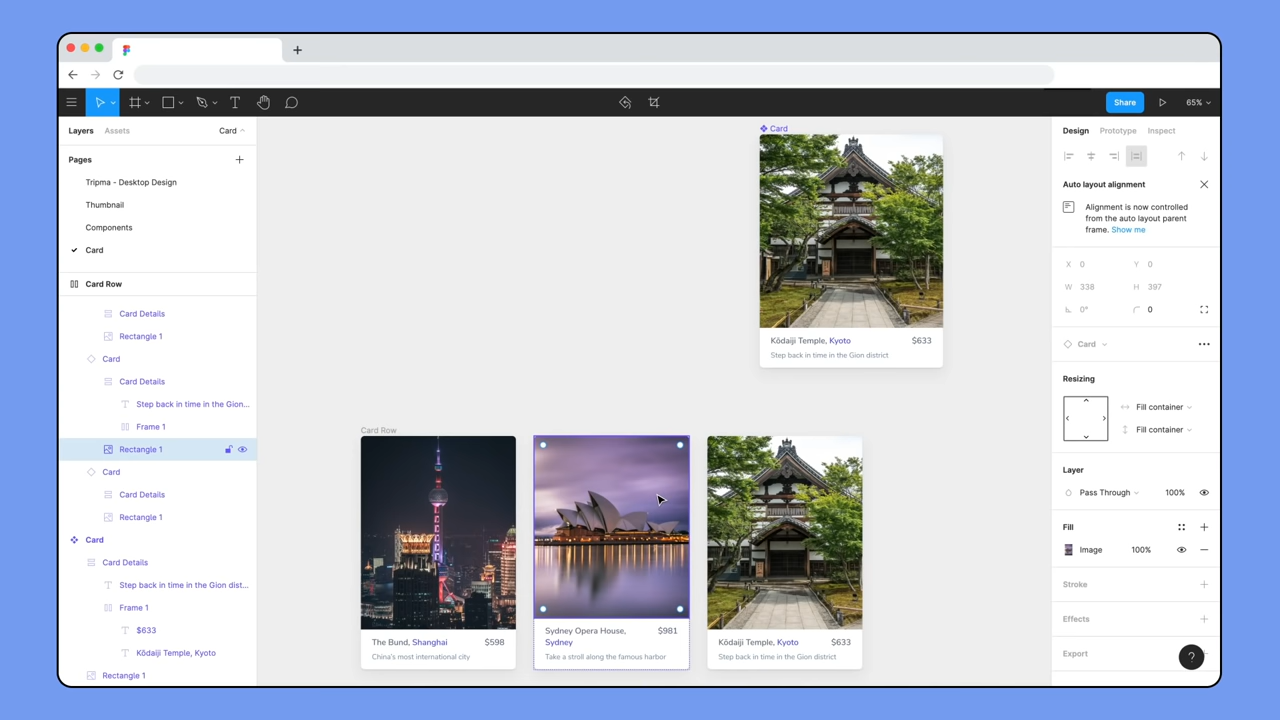 Share
65%
Layers
Assets
Card
Pages
Tripma - Desktop Design
Thumbnail
Components
Card
Card Row
Card Details
Rectangle 1
Card
Card Details
Step back in time in the Gion...
Frame 1
Rectangle 1
Card
Card Details
Rectangle 1
Card
Card Details
Step back in time in the Gion dist...
Frame 1
$633
Kōdaiji Temple, Kyoto
Rectangle 1
Card
Kōdaiji Temple, Kyoto $633
Step back in time in the Gion district
Card Row
The Bund, Shanghai $598
China's most international city
Sydney Opera House, $981
Sydney
Take a stroll along the famous harbor
Kōdaiji Temple, Kyoto $633
Step back in time in the Gion district
Design
Prototype
Inspect
Auto layout alignment
Alignment is now controlled
from the auto layout parent
frame. Show me
X 0
Y 0
W 338
H 397
0°
0
Card
Resizing
Fill container
Fill container
Layer
Pass Through 100%
Fill
Image 100%
Stroke
Effects
Export
?